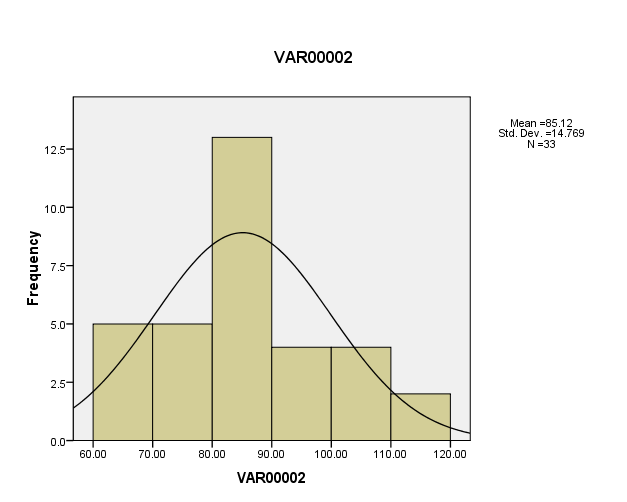 VAR00002
Mean =85.12
Std. Dev. =14.769
N =33
12.5
10.0
7.5
5.0
2.5
0.0
Frequency
60.00 70.00 80.00 90.00 100.00 110.00 120.00
VAR00002